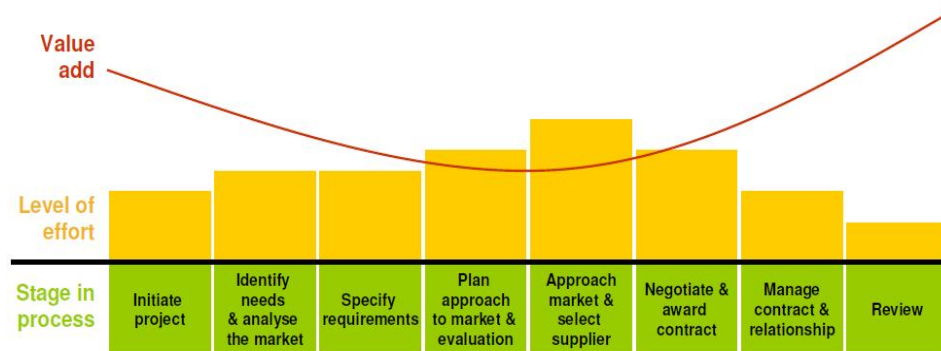 Value
add
Level of
effort
Stage in
process
Initiate
project
Identify
needs
& analyse
the market
Specify
requirements
Plan
approach
to market &
evaluation
Approach
market &
select
supplier
Negotiate &
award
contract
Manage
contract &
relationship
Review